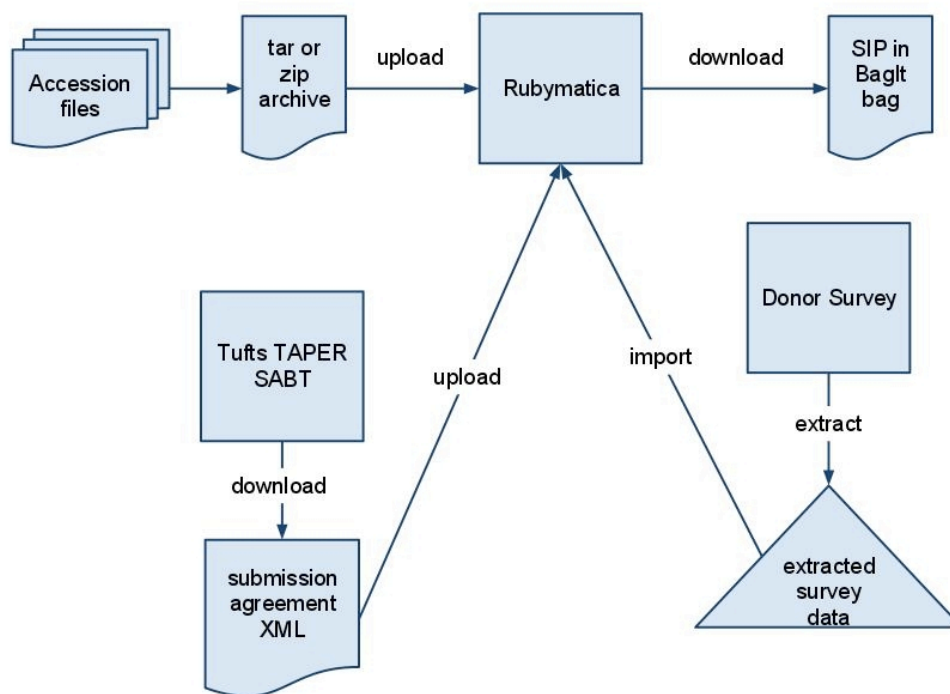 Accession
files
tar or
zip
archive
upload
Rubymatica
download
SIP in
BagIt
bag
Tufts TAPER
SABT
download
submission
agreement
XML
upload
import
Donor Survey
extract
extracted
survey
data